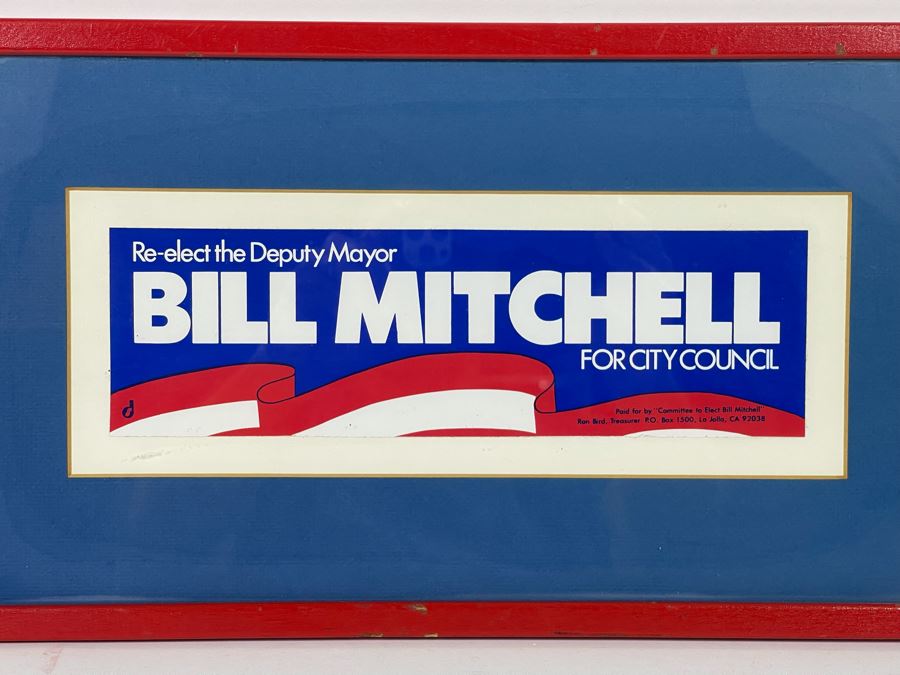 Re-elect the Deputy Mayor
BILL MITCHELL
FOR CITY COUNCIL
Paid for by "Committee to Elect Bill Mitchell"
Ron Bird, Treasurer P.O. Box 1500, La Jolla, CA 92038